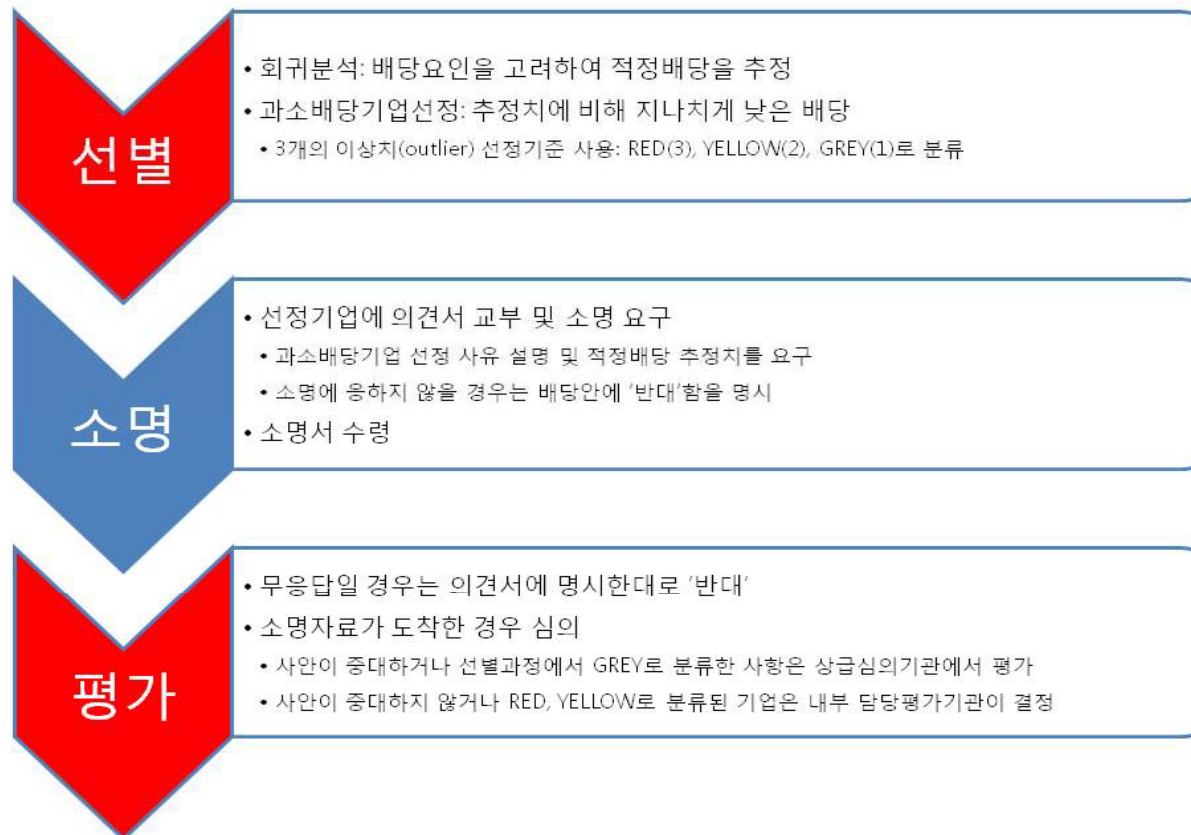 선별
• 회귀분석: 배당요인을 고려하여 적정배당을 추정
• 과소배당기업선정: 추정치에 비해 지나치게 낮은 배당
• 3개의 이상치(outlier) 선정기준 사용: RED(3), YELLOW(2), GREY(1)로 분류
소명
• 선정기업에 의견서 교부 및 소명 요구
• 과소배당기업 선정 사유 설명 및 적정배당 추정치를 요구
• 소명에 응하지 않을 경우는 배당안에 ‘반대’함을 명시
• 소명서 수령
평가
• 무응답일 경우는 의견서에 명시한대로 ‘반대’
• 소명자료가 도착한 경우 심의
• 사안이 중대하거나 선별과정에서 GREY로 분류한 사항은 상급심의기관에서 평가
• 사안이 중대하지 않거나 RED, YELLOW로 분류된 기업은 내부 담당평가기관이 결정